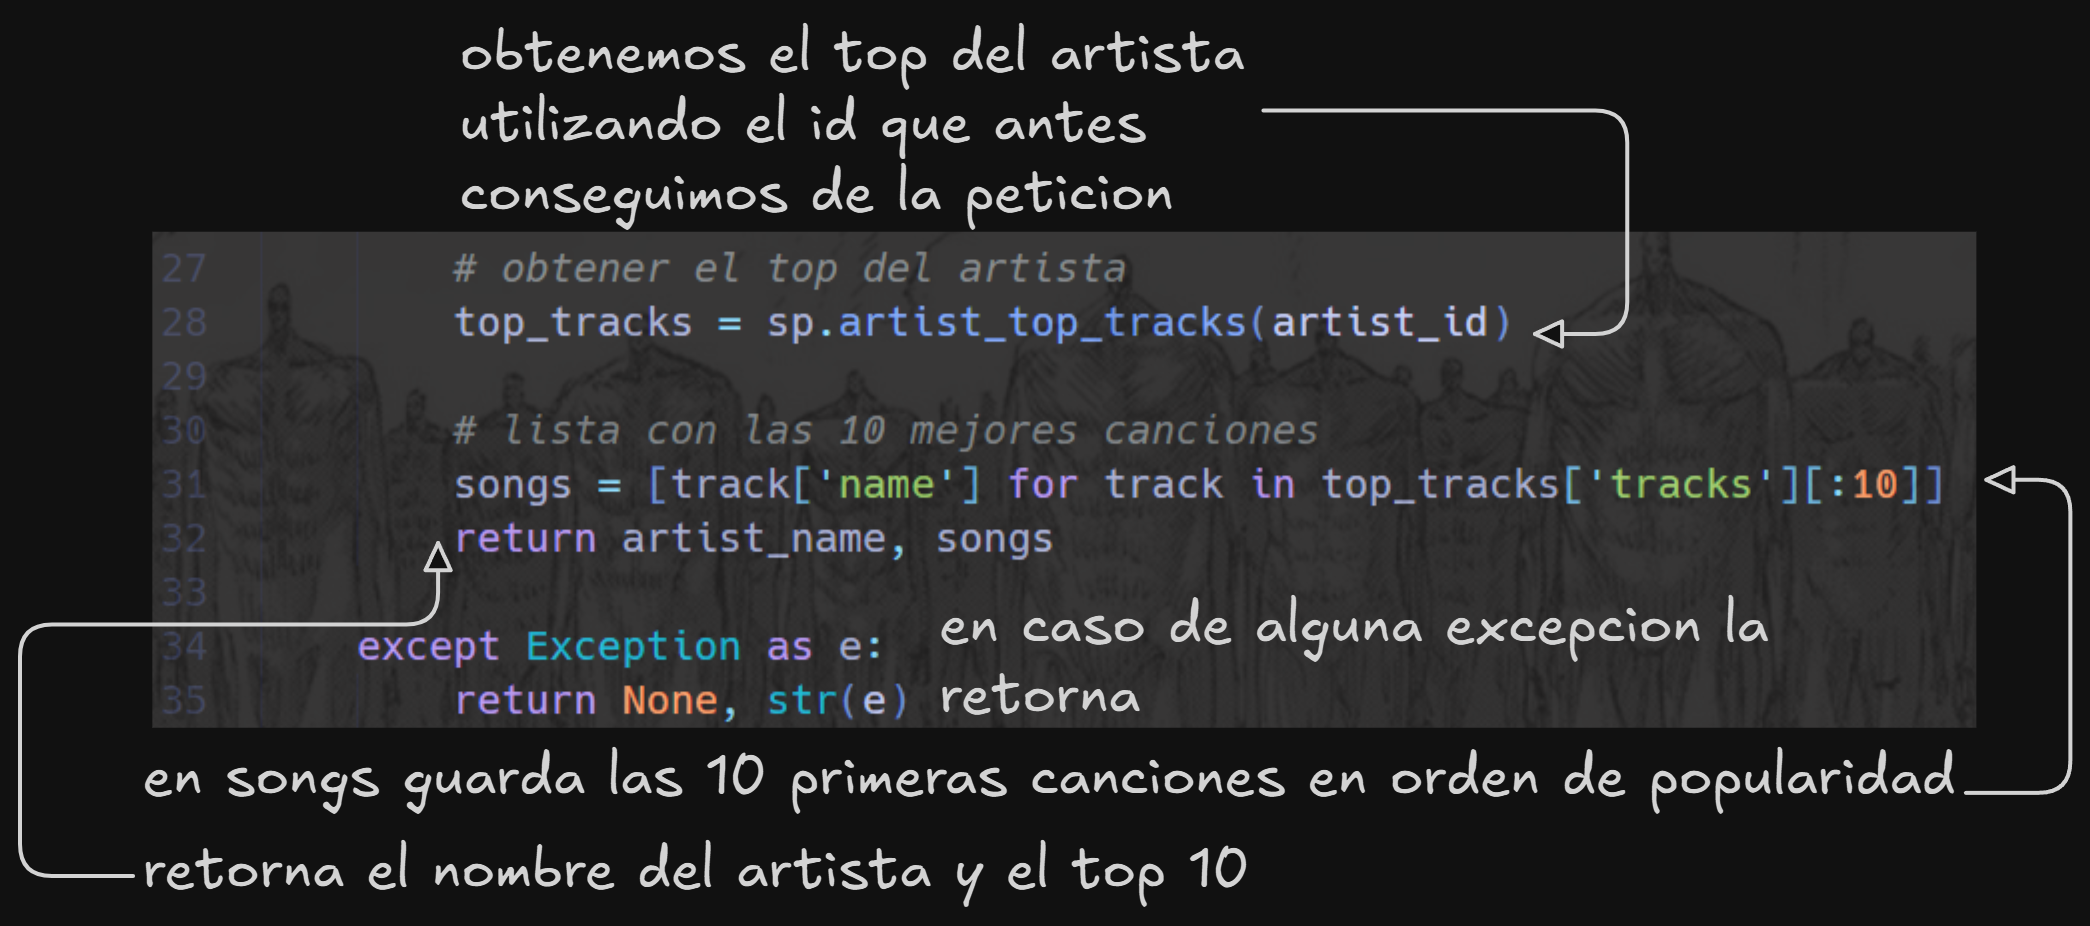 obtenemos el top del artista
utilizando el id que antes
conseguimos de la peticion
27 # obtener el top del artista
28 top_tracks = sp.artist_top_tracks(artist_id)
29
30 # lista con las 10 mejores canciones
31 songs = [track['name'] for track in top_tracks['tracks'][:10]]
32 return artist_name, songs
33
34 except Exception as e:
35 return None, str(e)
en caso de alguna excepcion la
retorna
en songs guarda las 10 primeras canciones en orden de popularidad
retorna el nombre del artista y el top 10